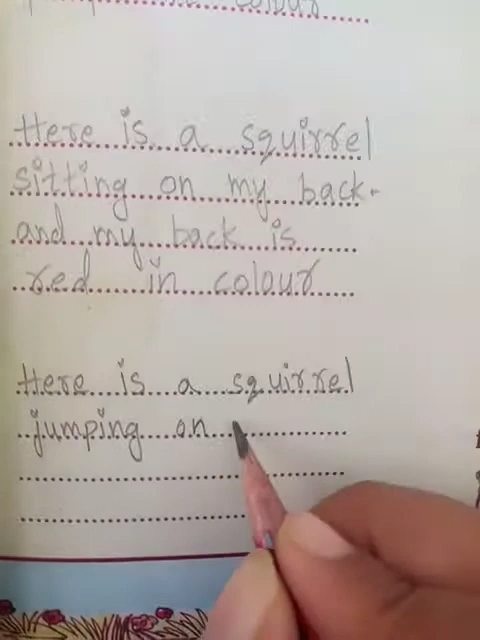 colour
Here is a squirrel
sitting on my back.
and my back is
red in colour
Here is a squirrel
jumping on